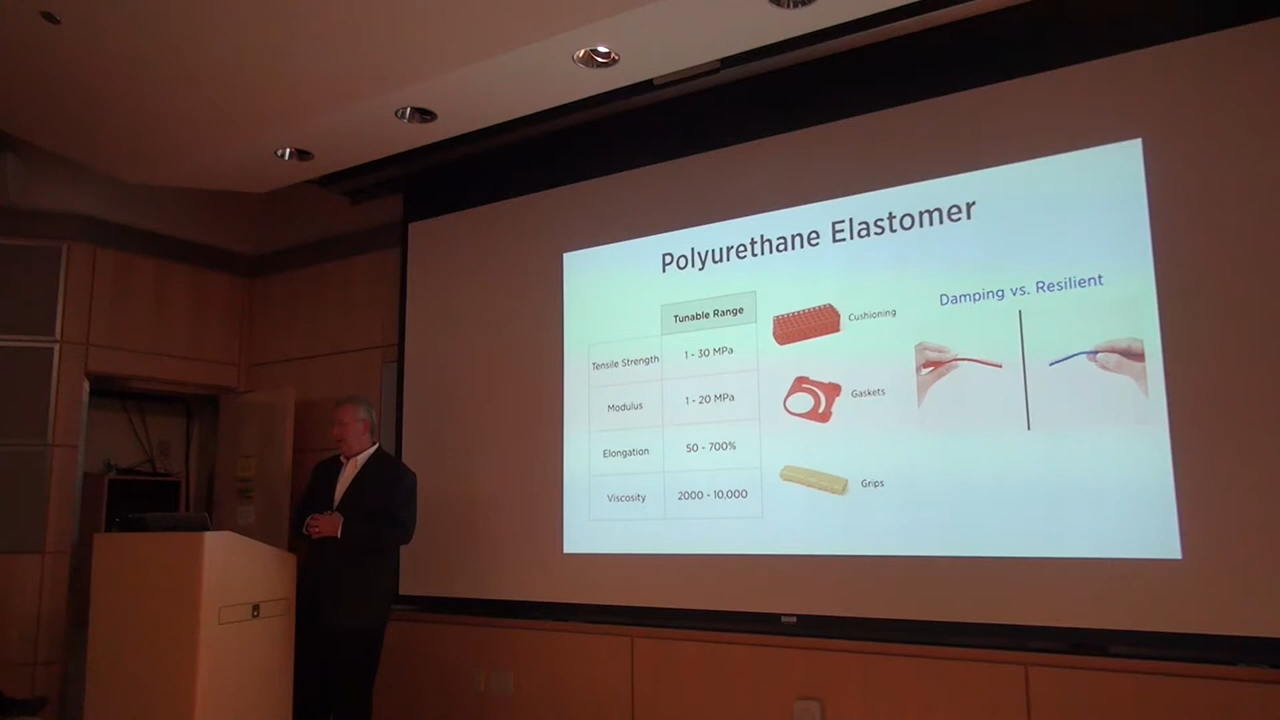 Polyurethane Elastomer
Tunable Range
Tensile Strength 1 - 30 MPa
Modulus 1 - 20 MPa
Elongation 50 - 700%
Viscosity 2000 - 10,000
Cushioning
Gaskets
Grips
Damping vs. Resilient